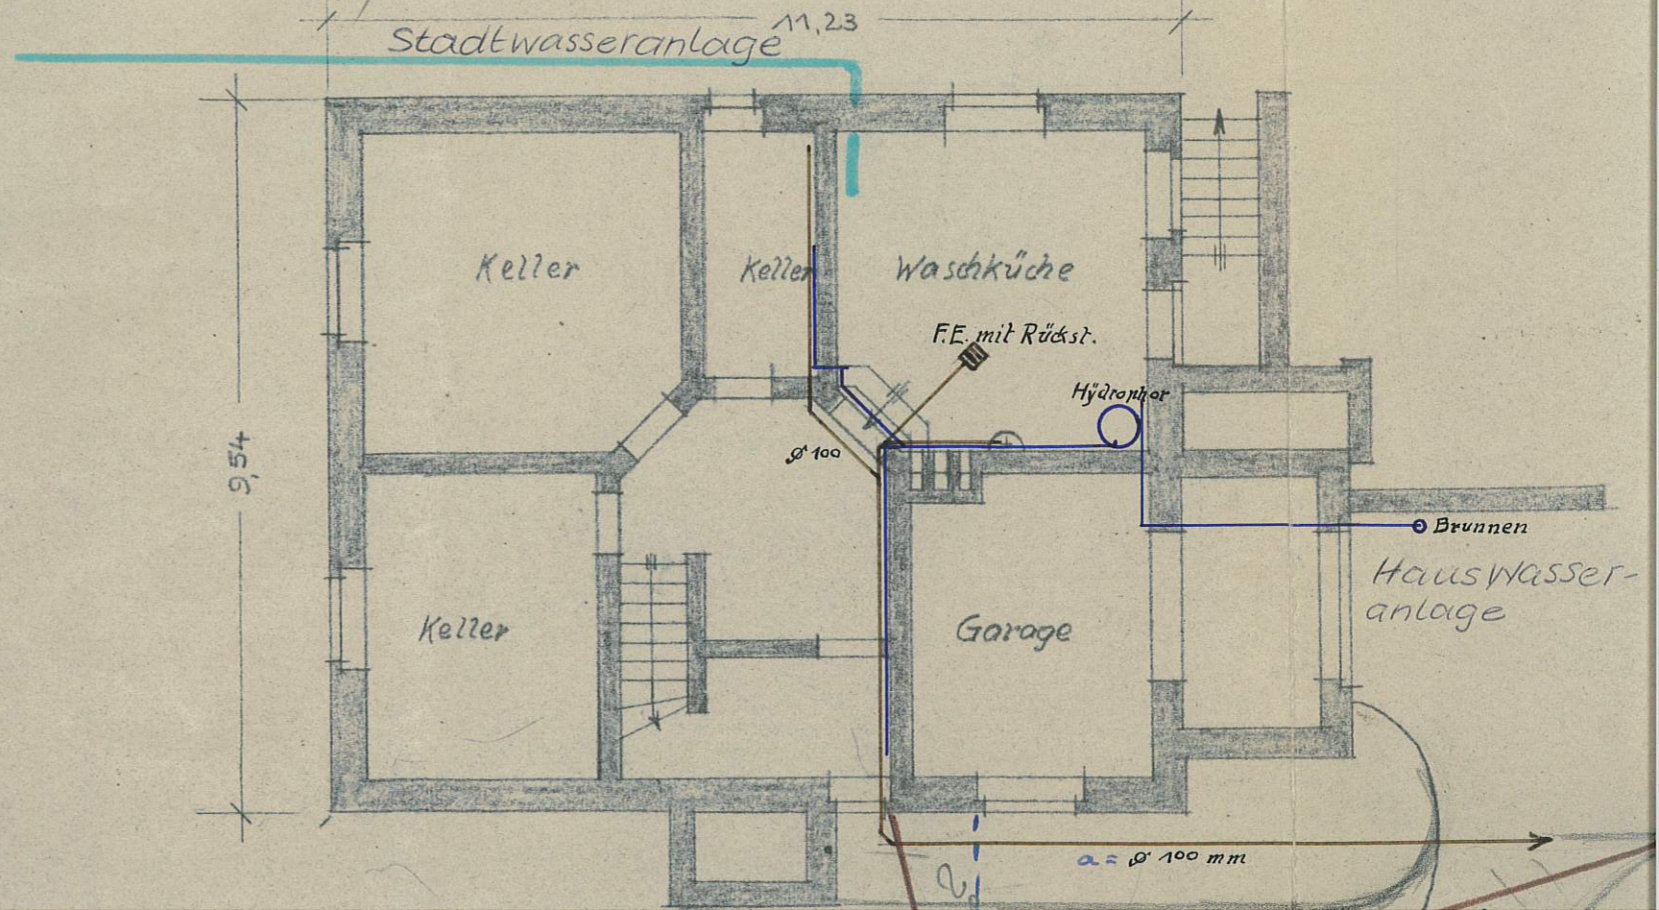 11,23
Stadtwasseranlage
Keller
Keller
Waschküche
F.E. mit Rückst.
Hydrophor
ø 100
9,54
Brunnen
Hauswasser-
anlage
Keller
Garage
a = ø 100 mm